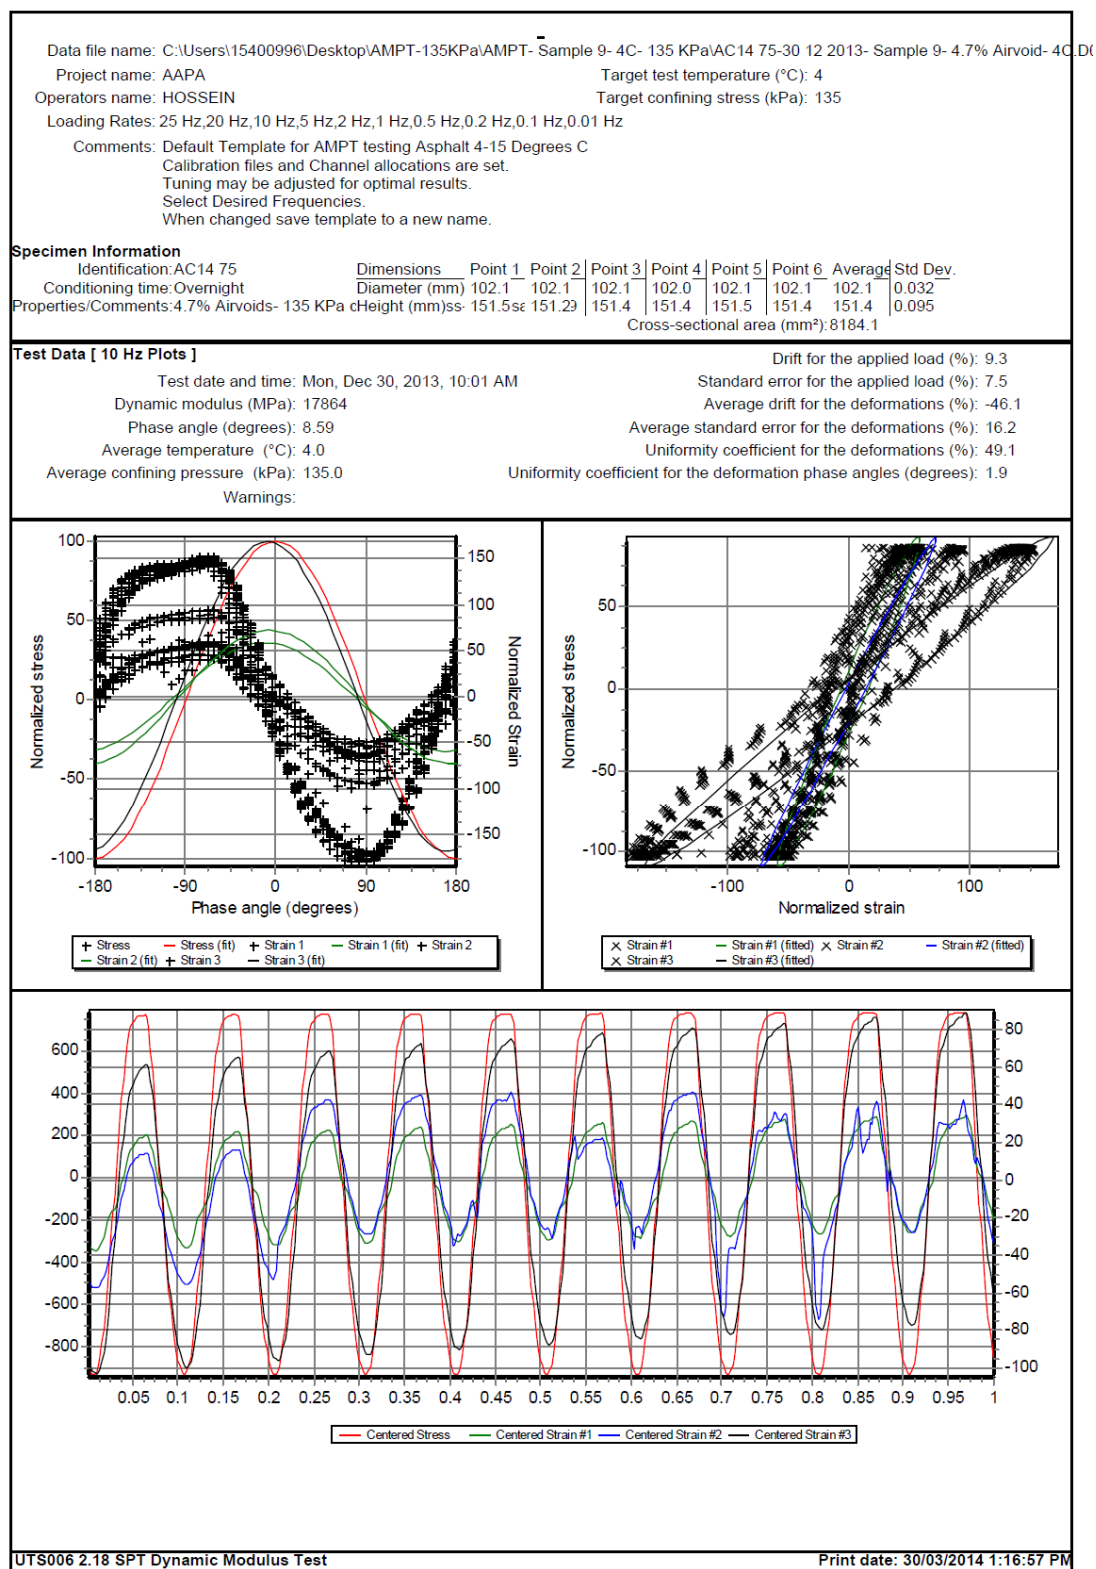 Data file name: C:\Users\15400996\Desktop\AMPT-135KPa\AMPT- Sample 9- 4C- 135 KPa\AC14 75-30 12 2013- Sample 9- 4.7% Airvoid- 4C.D
Project name: AAPA Target test temperature (°C): 4
Operators name: HOSSEIN Target confining stress (kPa): 135
Loading Rates: 25 Hz,20 Hz,10 Hz,5 Hz,2 Hz,1 Hz,0.5 Hz,0.2 Hz,0.1 Hz,0.01 Hz
Comments: Default Template for AMPT testing Asphalt 4-15 Degrees C
Calibration files and Channel allocations are set.
Tuning may be adjusted for optimal results.
Select Desired Frequencies.
When changed save template to a new name.
Specimen Information
Identification: AC14 75 Dimensions Point 1 Point 2 Point 3 Point 4 Point 5 Point 6 Average Std Dev.
Conditioning time: Overnight Diameter (mm) 102.1 102.1 102.1 102.0 102.1 102.1 102.1 0.032
Properties/Comments: 4.7% Airvoids- 135 KPa c Height (mm) 151.5 151.2 151.4 151.4 151.5 151.4 151.4 0.095
Cross-sectional area (mm²): 8184.1
Test Data [ 10 Hz Plots ] Drift for the applied load (%): 9.3
Test date and time: Mon, Dec 30, 2013, 10:01 AM Standard error for the applied load (%): 7.5
Dynamic modulus (MPa): 17864 Average drift for the deformations (%): -46.1
Phase angle (degrees): 8.59 Average standard error for the deformations (%): 16.2
Average temperature (°C): 4.0 Uniformity coefficient for the deformations (%): 49.1
Average confining pressure (kPa): 135.0 Uniformity coefficient for the deformation phase angles (degrees): 1.9
Warnings:
Normalized stress
100
50
0
-50
-100
150
100
50
0
-50
-100
-150
Normalized Strain
-180 -90 0 90 180
Phase angle (degrees)
Stress Stress (fit) Strain 1 Strain 1 (fit) Strain 2
Strain 2 (fit) Strain 3 Strain 3 (fit)
Normalized stress
50
0
-50
-100
-100 0 100
Normalized strain
Strain #1 Strain #1 (fitted) Strain #2 Strain #2 (fitted)
Strain #3 Strain #3 (fitted)
600
400
200
0
-200
-400
-600
-800
80
60
40
20
0
-20
-40
-60
-80
-100
0.05 0.1 0.15 0.2 0.25 0.3 0.35 0.4 0.45 0.5 0.55 0.6 0.65 0.7 0.75 0.8 0.85 0.9 0.95 1
Centered Stress Centered Strain #1 Centered Strain #2 Centered Strain #3
UTS006 2.18 SPT Dynamic Modulus Test Print date: 30/03/2014 1:16:57 PM